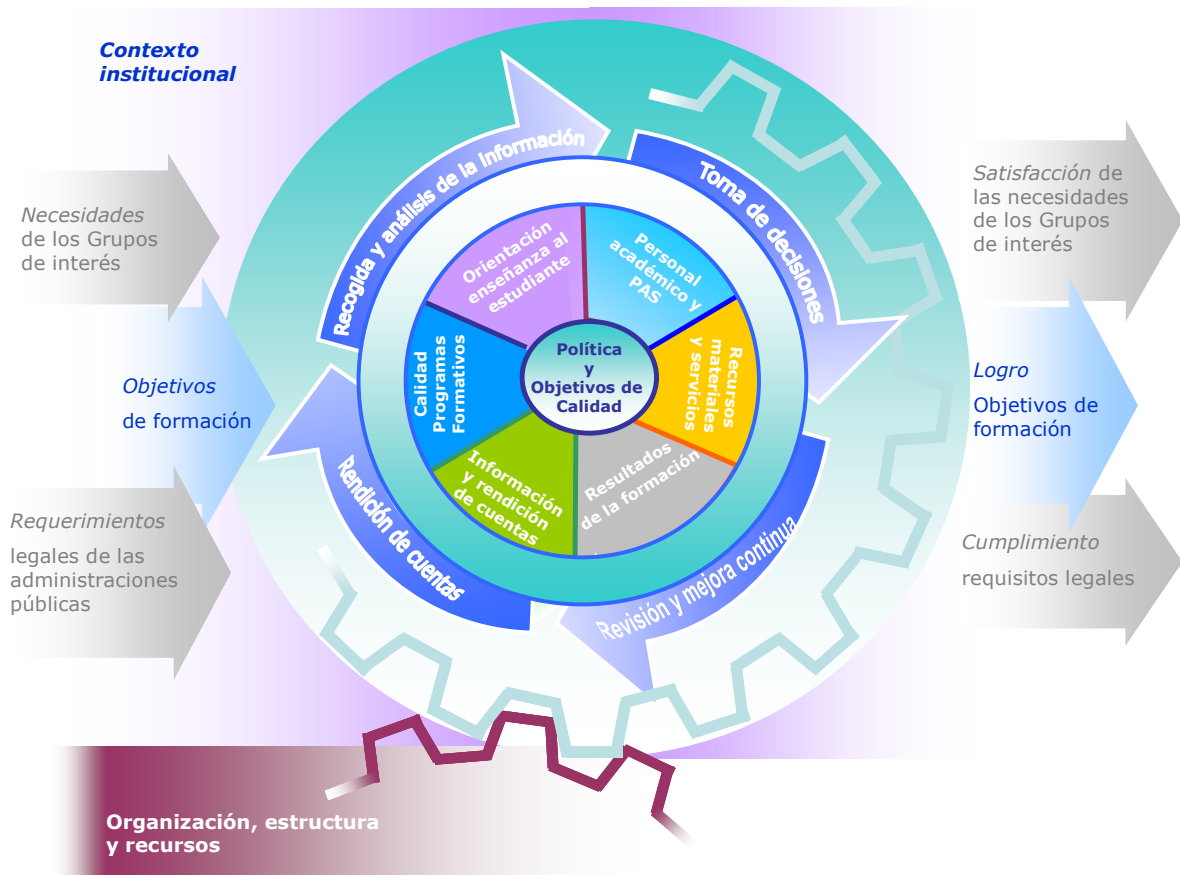 Contexto
institucional
Necesidades
de los Grupos
de interés
Objetivos
de formación
Requerimientos
legales de las
administraciones
públicas
Recogida y análisis de la información
Toma de decisiones
Revisión y mejora continua
Rendición de cuentas
Orientación
enseñanza al
estudiante
Personal
académico y
PAS
Recursos
materiales
y servicios
Resultados
de la formación
Información
y rendición
de cuentas
Calidad
Programas
Formativos
Política
y
Objetivos de
Calidad
Satisfacción de
las necesidades
de los Grupos
de interés
Logro
Objetivos de
formación
Cumplimiento
requisitos legales
Organización, estructura
y recursos